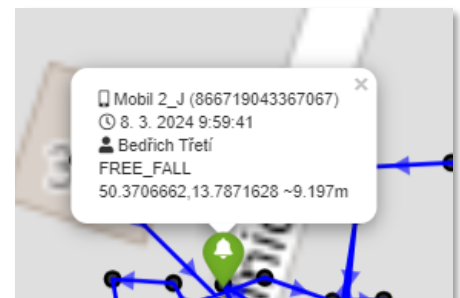 Mobil 2_J (866719043367067)
8. 3. 2024 9:59:41
Bedřich Třetí
FREE_FALL
50.3706662,13.7871628 ~9.197m